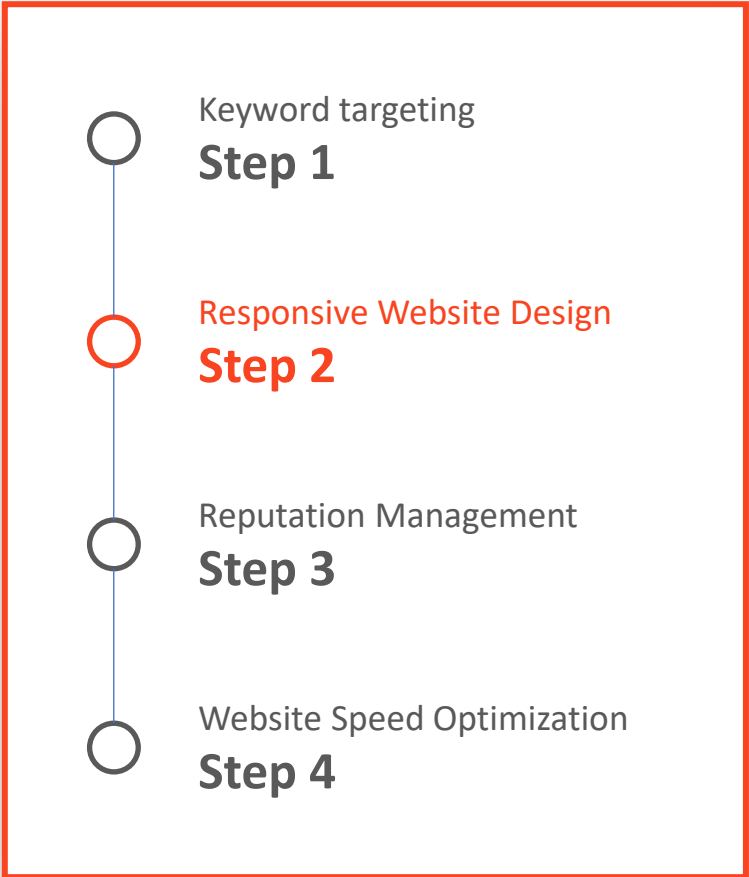 Keyword targeting
Step 1
Responsive Website Design
Step 2
Reputation Management
Step 3
Website Speed Optimization
Step 4